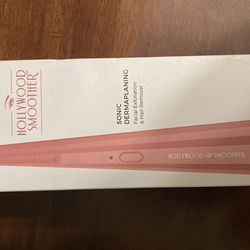 HOLLYWOOD
SMOOTHER
SONIC
DERMAPLANING
Facial Exfoliation
& Hair Removal
HOLLYWOOD SMOOTHER